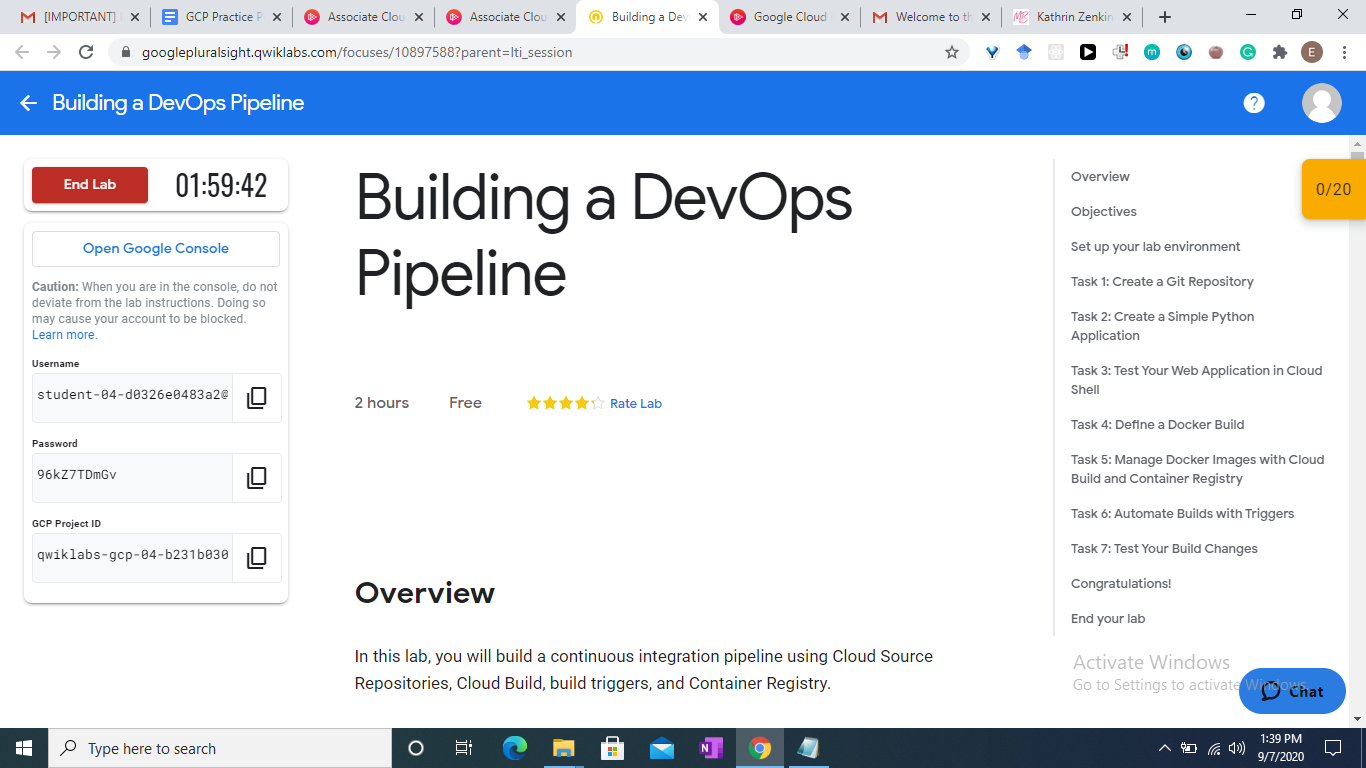 [IMPORTANT]
GCP Practice P
Associate Clou
Associate Clou
Building a Dev
Google Cloud
Welcome to th
Kathrin Zenkin
googlepluralsight.qwiklabs.com/focuses/10897588?parent=lti_session
E
Building a DevOps Pipeline
?
End Lab
01:59:42
Open Google Console
Caution: When you are in the console, do not
deviate from the lab instructions. Doing so
may cause your account to be blocked.
Learn more.
Username
student-04-d0326e0483a2@
Password
96kZ7TDmGv
GCP Project ID
qwiklabs-gcp-04-b231b030
Building a DevOps
Pipeline
2 hours
Free
Rate Lab
Overview
In this lab, you will build a continuous integration pipeline using Cloud Source
Repositories, Cloud Build, build triggers, and Container Registry.
Overview
Objectives
Set up your lab environment
Task 1: Create a Git Repository
Task 2: Create a Simple Python
Application
Task 3: Test Your Web Application in Cloud
Shell
Task 4: Define a Docker Build
Task 5: Manage Docker Images with Cloud
Build and Container Registry
Task 6: Automate Builds with Triggers
Task 7: Test Your Build Changes
Congratulations!
End your lab
0/20
Activate Windows
Go to Settings to activate Windows.
Chat
Type here to search
1:39 PM
9/7/2020